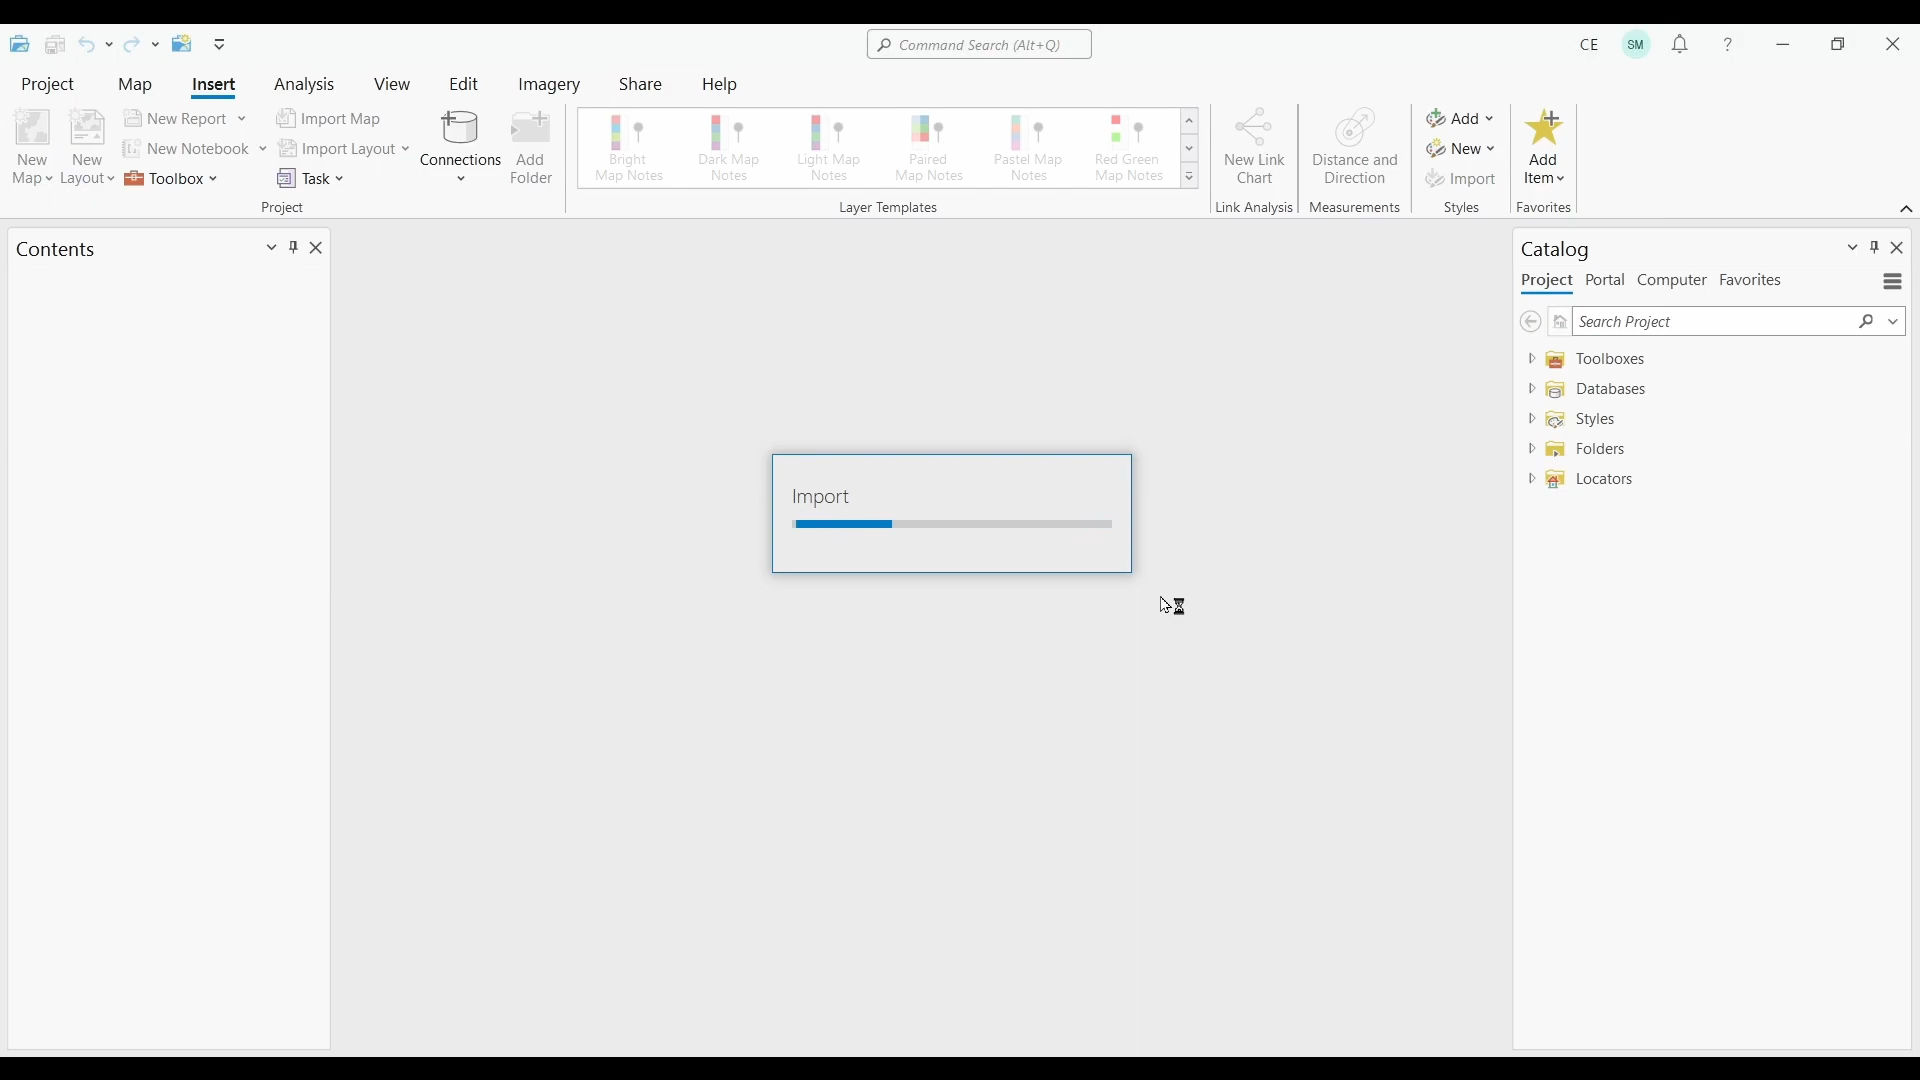 Command Search (Alt+Q)
CE
SM
?
Project Map Insert Analysis View Edit Imagery Share Help
New Map
New Layout
New Report
New Notebook
Toolbox
Import Map
Import Layout
Task
Connections
Add Folder
Project
Bright Map Notes
Dark Map Notes
Light Map Notes
Paired Map Notes
Pastel Map Notes
Red Green Map Notes
Layer Templates
New Link Chart
Link Analysis
Distance and Direction
Measurements
Add
New
Import
Styles
Add Item
Favorites
Contents
Import
Catalog
Project Portal Computer Favorites
Search Project
Toolboxes
Databases
Styles
Folders
Locators